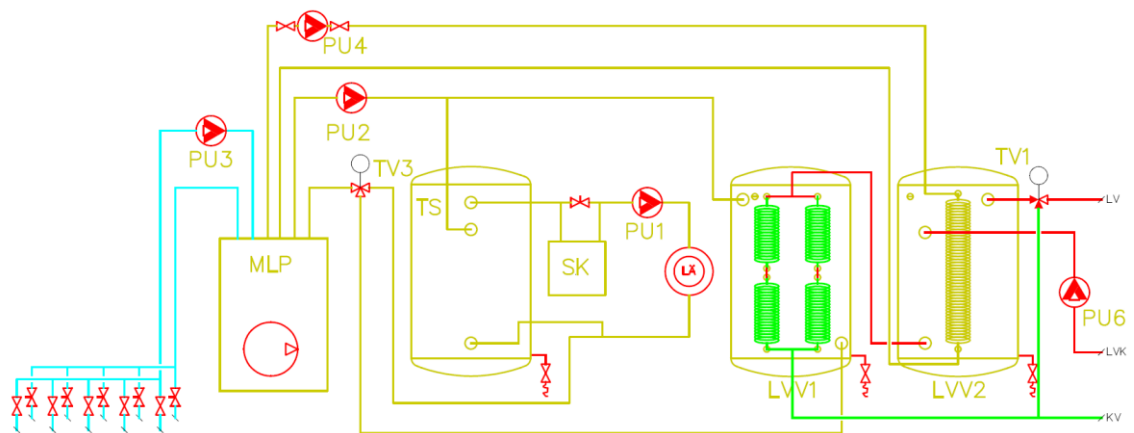 PU4
PU2
PU3
TV3
TV1
TS
PU1
LV
MLP
SK
LÄ
PU6
LVK
LVV1
LVV2
KV